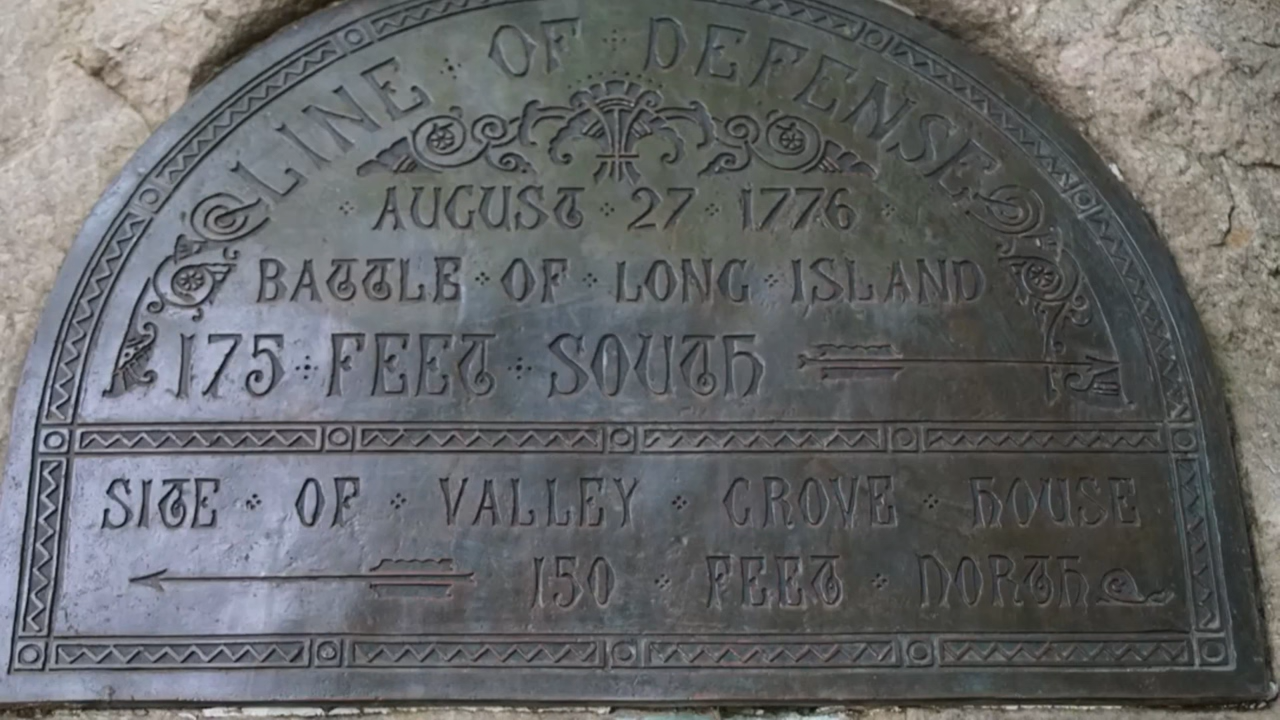 LINE OF DEFENSE
AUGUST 27 1776
BATTLE OF LONG ISLAND
175 FEET SOUTH
SITE OF VALLEY GROVE HOUSE
150 FEET NORTH